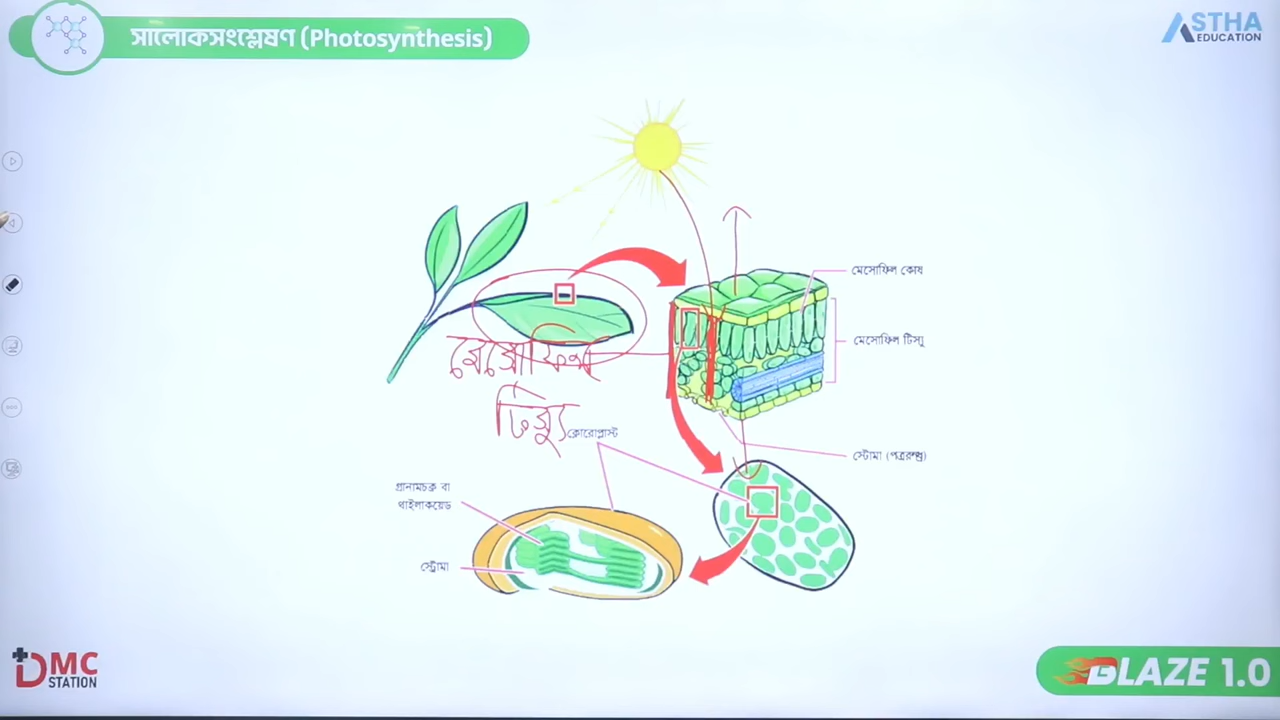 সালোকসংশ্লেষণ (Photosynthesis)
ASTHA
EDUCATION
মেসোফিল কোষ
মেসোফিল টিস্যু
মেসোফিল
টিস্যু
ক্লোরোপ্লাস্ট
স্টোমা (পত্ররন্ধ্র)
গ্রানামচক্র বা
থাইলাকয়েড
স্ট্রোমা
DMC
STATION
BLAZE 1.0